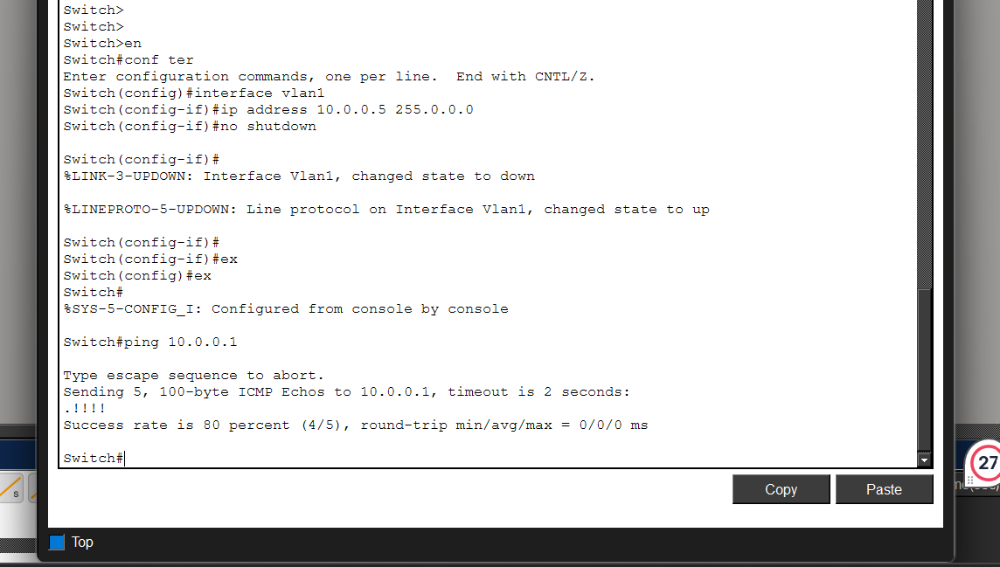 Switch>
Switch>
Switch>en
Switch#conf ter
Enter configuration commands, one per line.  End with CNTL/Z.
Switch(config)#interface vlan1
Switch(config-if)#ip address 10.0.0.5 255.0.0.0
Switch(config-if)#no shutdown
Switch(config-if)#
%LINK-3-UPDOWN: Interface Vlan1, changed state to down
%LINEPROTO-5-UPDOWN: Line protocol on Interface Vlan1, changed state to up
Switch(config-if)#
Switch(config-if)#ex
Switch(config)#ex
Switch#
%SYS-5-CONFIG_I: Configured from console by console
Switch#ping 10.0.0.1
Type escape sequence to abort.
Sending 5, 100-byte ICMP Echos to 10.0.0.1, timeout is 2 seconds:
.!!!!
Success rate is 80 percent (4/5), round-trip min/avg/max = 0/0/0 ms
Switch#
27
s
Copy
Paste
Top